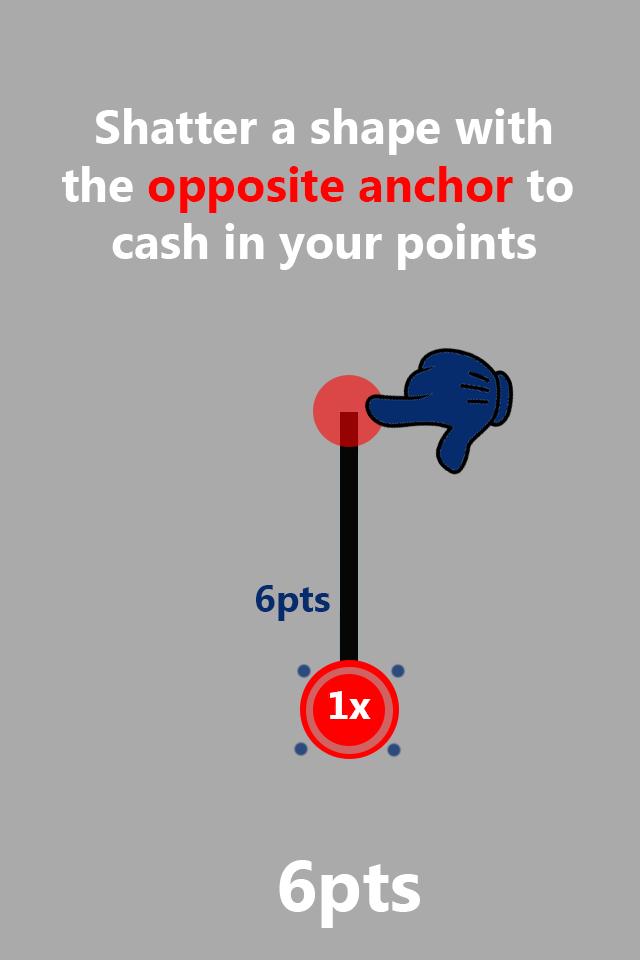 Shatter a shape with
the opposite anchor to
cash in your points
6pts
1x
6pts